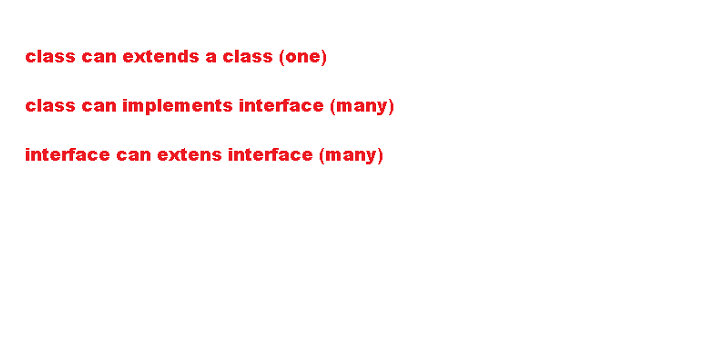 class can extends a class (one)
class can implements interface (many)
interface can extens interface (many)